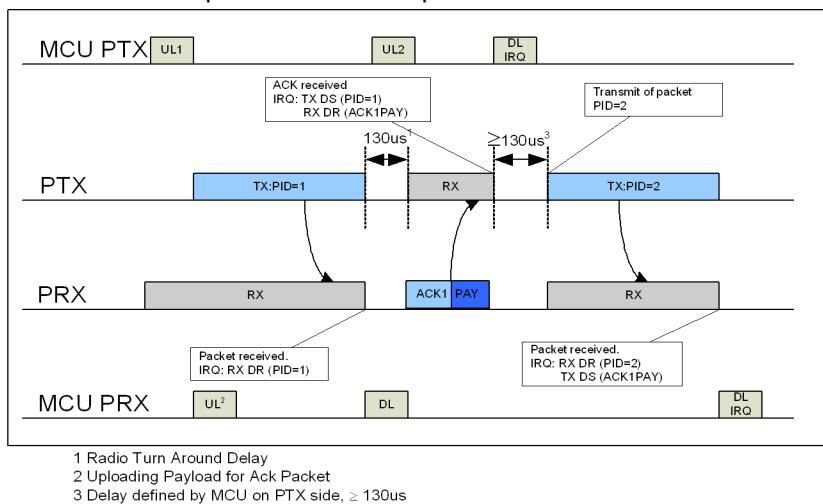 MCU PTX
UL1
UL2
DL
IRQ
ACK received
IRQ: TX DS (PID=1)
RX DR (ACK1PAY)
Transmit of packet
PID=2
130us1
≥130us3
PTX
TX:PID=1
RX
TX:PID=2
PRX
RX
ACK1 PAY
RX
Packet received.
IRQ: RX DR (PID=1)
Packet received.
IRQ: RX DR (PID=2)
TX DS (ACK1PAY)
MCU PRX
UL2
DL
DL
IRQ
1 Radio Turn Around Delay
2 Uploading Payload for Ack Packet
3 Delay defined by MCU on PTX side, ≥ 130us